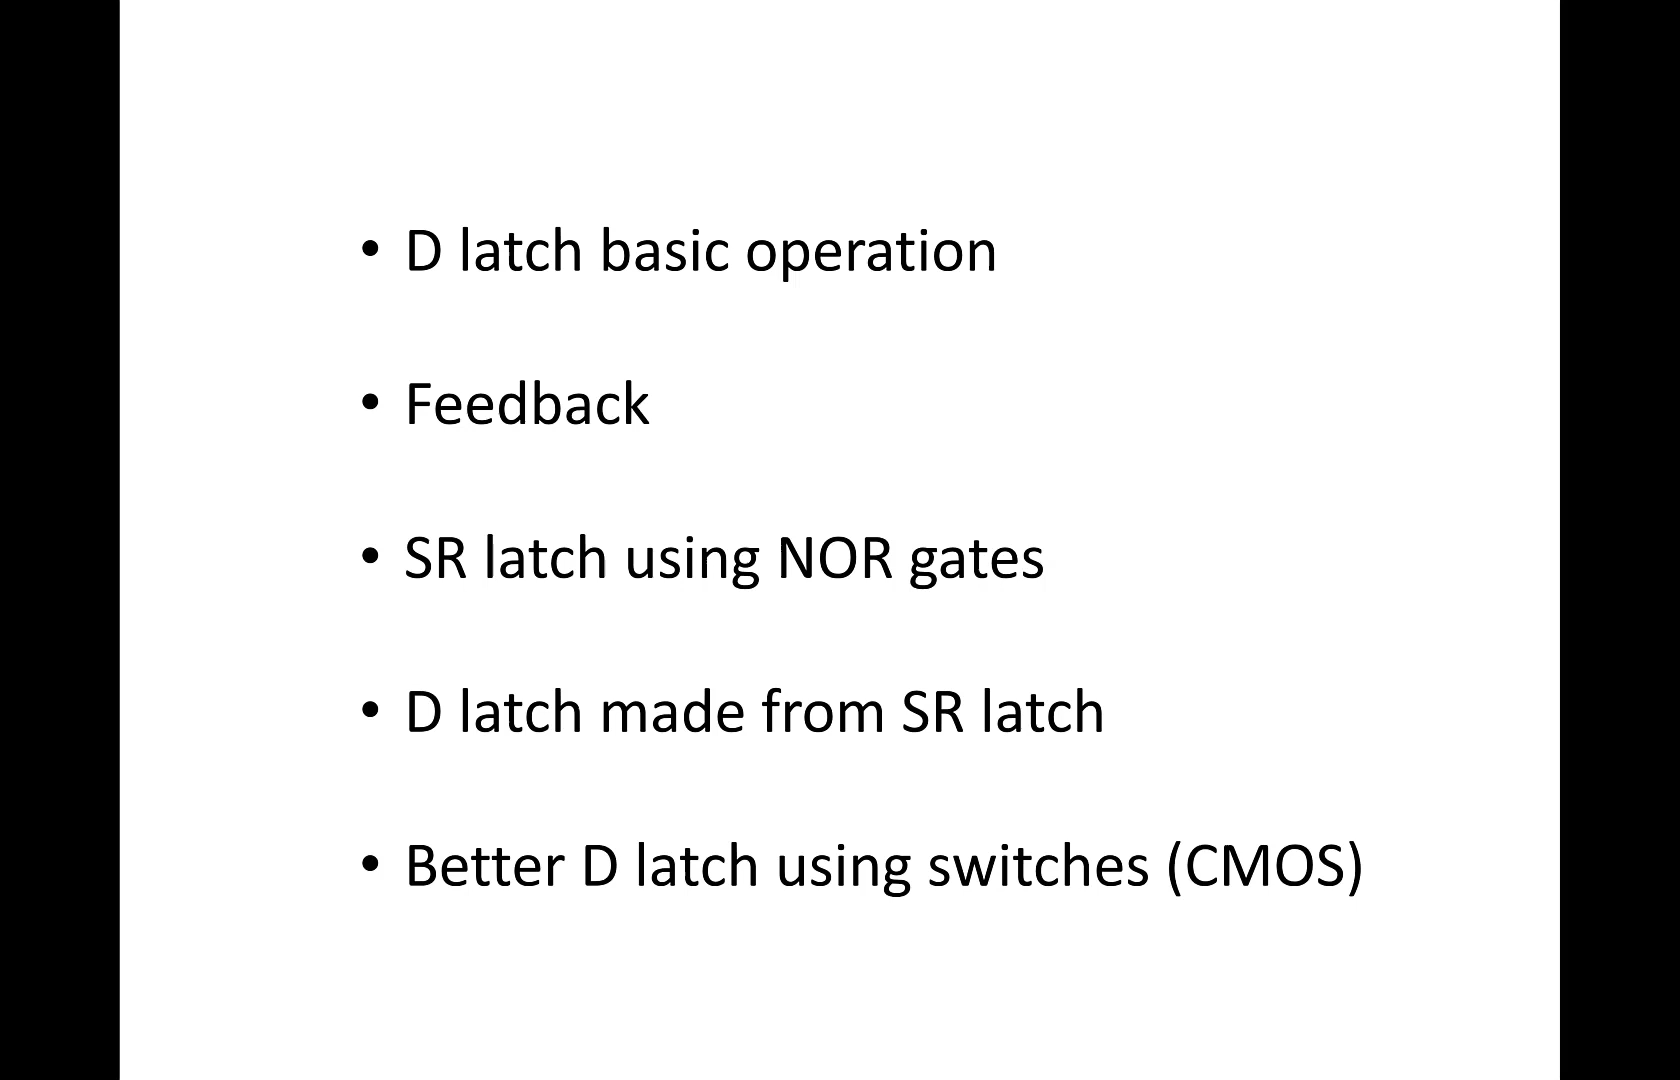 • D latch basic operation
• Feedback
• SR latch using NOR gates
• D latch made from SR latch
• Better D latch using switches (CMOS)